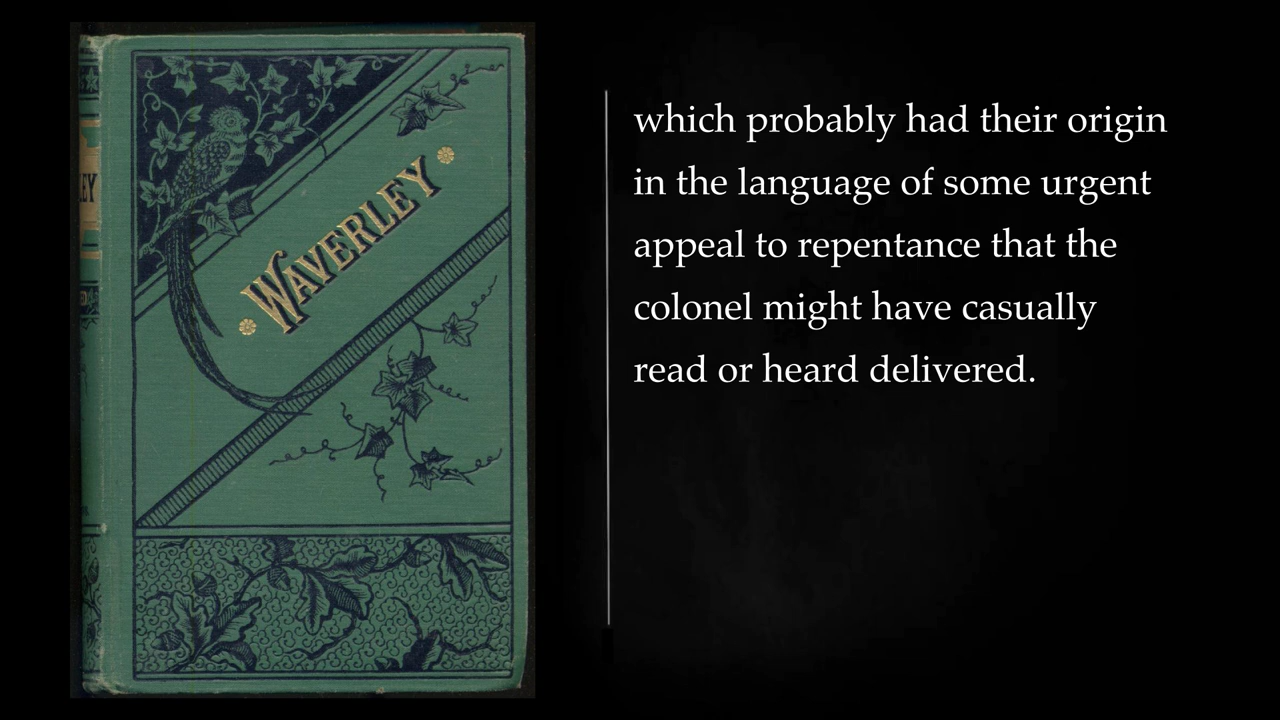 WAVERLEY
EY
which probably had their origin
in the language of some urgent
appeal to repentance that the
colonel might have casually
read or heard delivered.